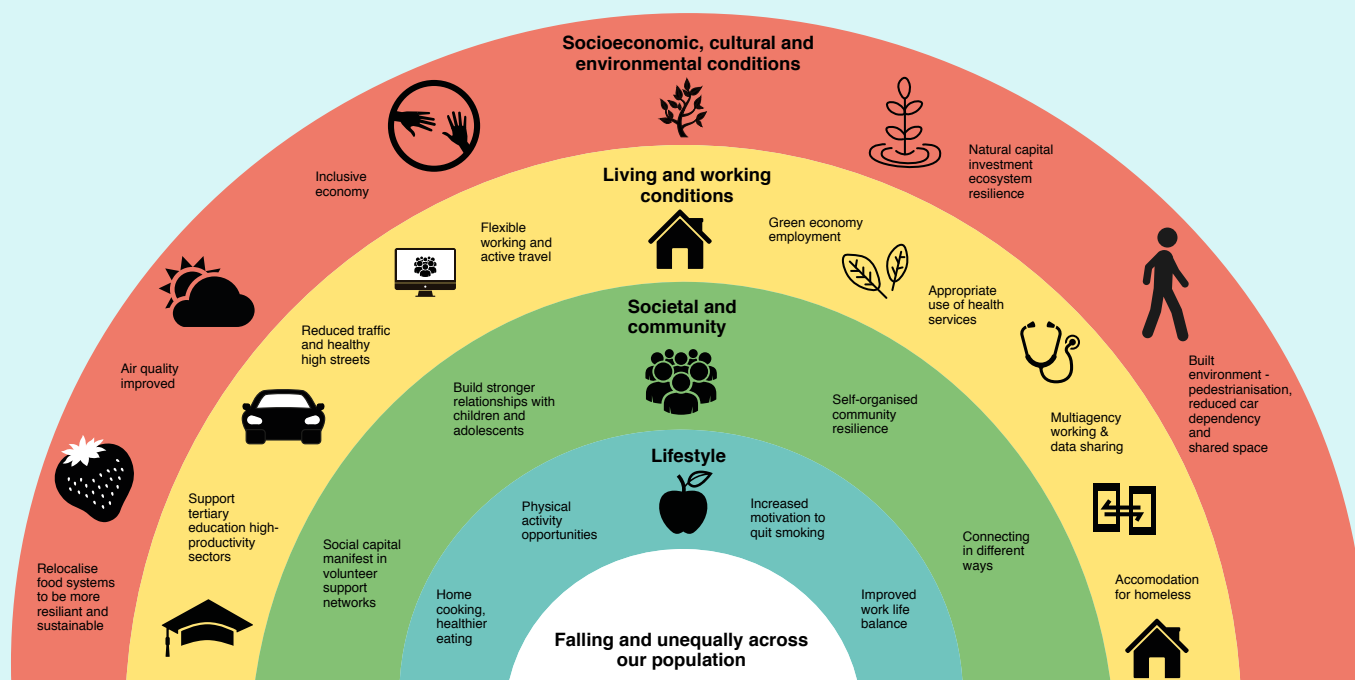 Socioeconomic, cultural and
environmental conditions
Inclusive
economy
Natural capital
investment
ecosystem
resilience
Air quality
improved
Built
environment -
pedestrianisation,
reduced car
dependency
and
shared space
Relocalise
food systems
to be more
resiliant and
sustainable
Living and working
conditions
Flexible
working and
active travel
Green economy
employment
Reduced traffic
and healthy
high streets
Appropriate
use of health
services
Support
tertiary
education high-
productivity
sectors
Multiagency
working &
data sharing
Accomodation
for homeless
Societal and
community
Build stronger
relationships with
children and
adolescents
Self-organised
community
resilience
Social capital
manifest in
volunteer
support
networks
Connecting
in different
ways
Lifestyle
Physical
activity
opportunities
Increased
motivation to
quit smoking
Home
cooking,
healthier
eating
Improved
work life
balance
Falling and unequally across
our population